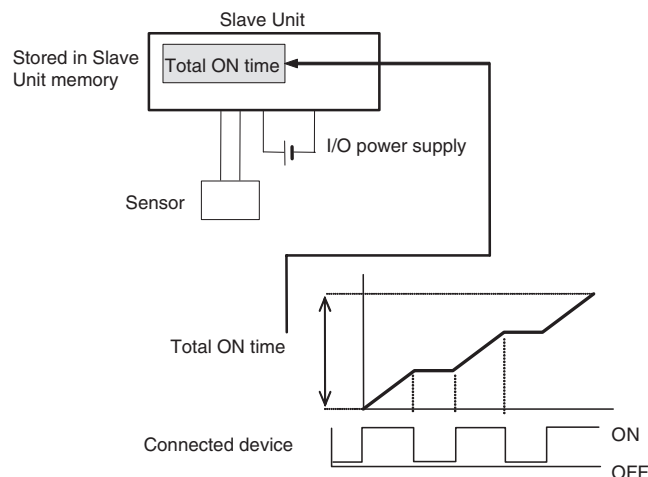 Slave Unit
Stored in Slave
Unit memory
Total ON time
I/O power supply
Sensor
Total ON time
Connected device
ON
OFF